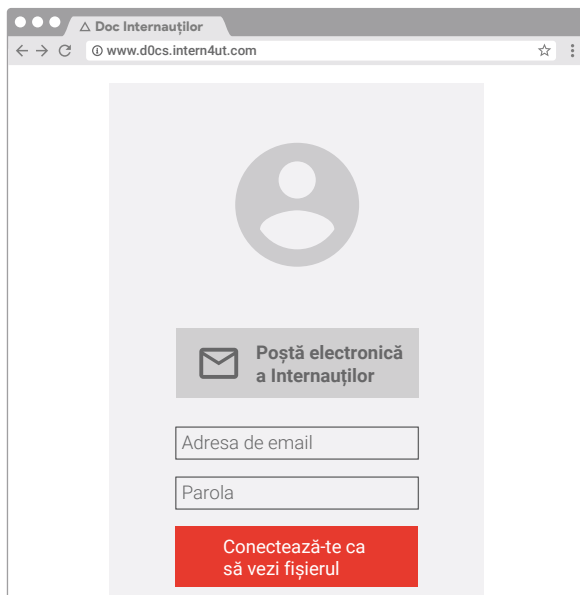 Doc Internauților
www.d0cs.intern4ut.com
Poștă electronică
a Internauților
Adresa de email
Parola
Conectează-te ca
să vezi fișierul